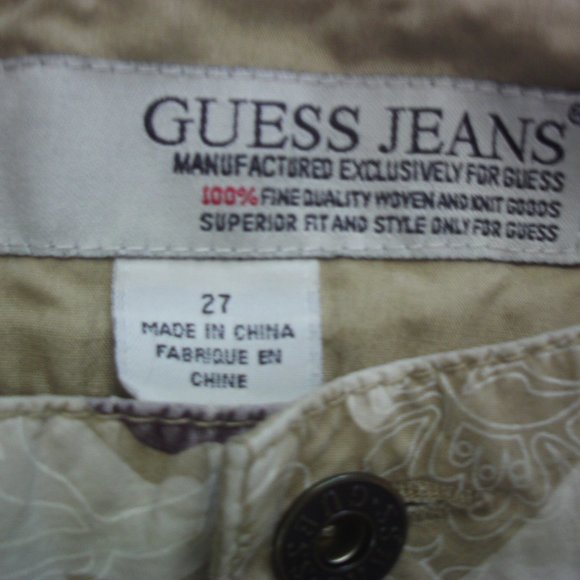 GUESS JEANS®
MANUFACTURED EXCLUSIVELY FOR GUESS
100% FINE QUALITY WOVEN AND KNIT GOODS
SUPERIOR FIT AND STYLE ONLY FOR GUESS
27
MADE IN CHINA
FABRIQUE EN
CHINE
GUESS